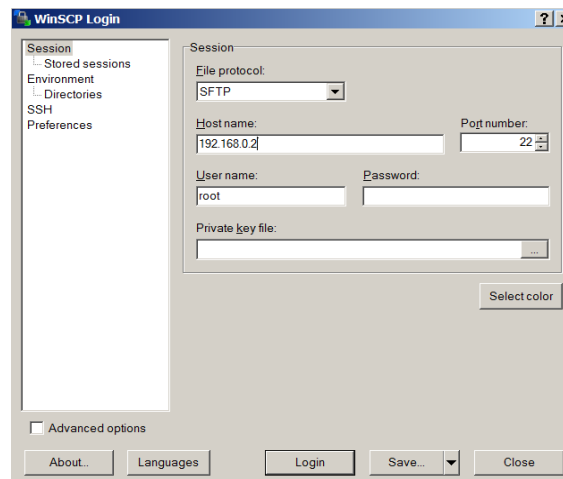 WinSCP Login
Session
Stored sessions
Environment
Directories
SSH
Preferences
Session
File protocol:
SFTP
Host name:
Port number:
192.168.0.2
22
User name:
Password:
root
Private key file:
...
Select color
Advanced options
About...
Languages
Login
Save...
Close